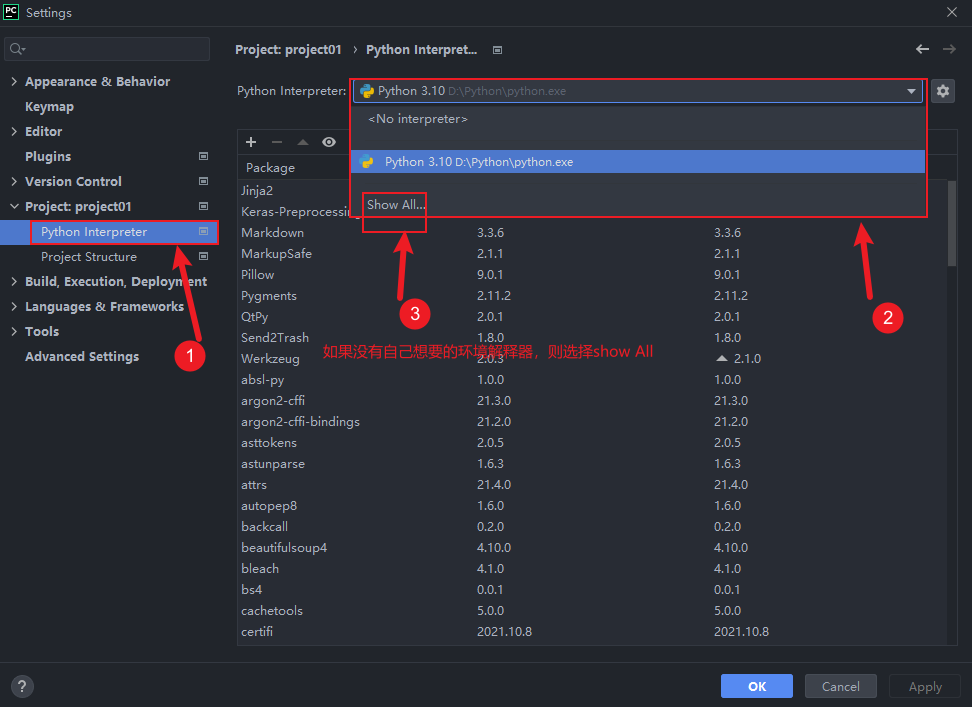 PC Settings
Project: project01 › Python Interpret...
Appearance & Behavior
Keymap
Editor
Plugins
Version Control
Project: project01
Python Interpreter
Project Structure
Build, Execution, Deployment
Languages & Frameworks
Tools
Advanced Settings
Python Interpreter: Python 3.10 D:\Python\python.exe
<No interpreter>
Python 3.10 D:\Python\python.exe
Show All...
Package
Jinja2
Keras-Preprocessing
Markdown 3.3.6 3.3.6
MarkupSafe 2.1.1 2.1.1
Pillow 9.0.1 9.0.1
Pygments 2.11.2 2.11.2
QtPy 2.0.1 2.0.1
Send2Trash 1.8.0 1.8.0
如果没有自己想要的环境解释器，则选择show All
Werkzeug 2.0.3 2.1.0
absl-py 1.0.0 1.0.0
argon2-cffi 21.3.0 21.3.0
argon2-cffi-bindings 21.2.0 21.2.0
asttokens 2.0.5 2.0.5
astunparse 1.6.3 1.6.3
attrs 21.4.0 21.4.0
autopep8 1.6.0 1.6.0
backcall 0.2.0 0.2.0
beautifulsoup4 4.10.0 4.10.0
bleach 4.1.0 4.1.0
bs4 0.0.1 0.0.1
cachetools 5.0.0 5.0.0
certifi 2021.10.8 2021.10.8
1
2
3
?
OK
Cancel
Apply